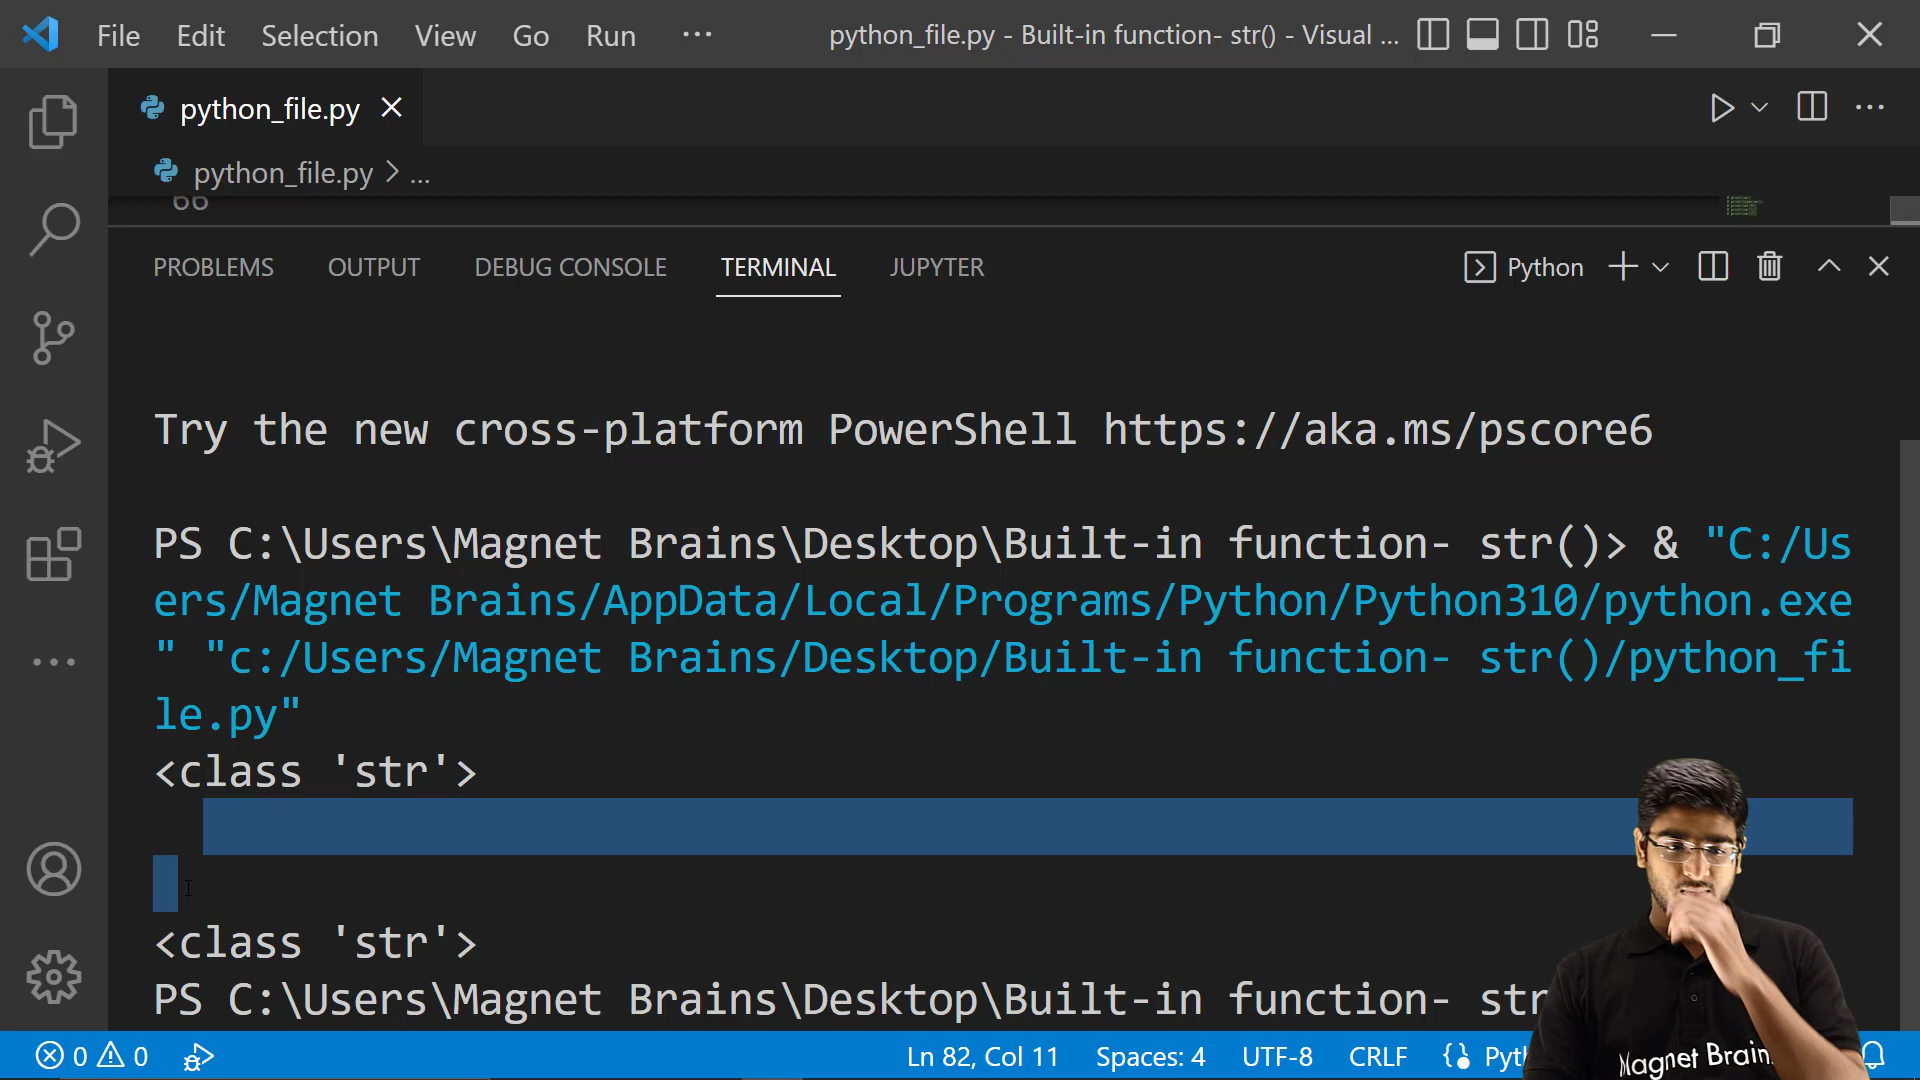 File Edit Selection View Go Run ... python_file.py - Built-in function- str() - Visual ...
python_file.py
python_file.py > ...
66
PROBLEMS OUTPUT DEBUG CONSOLE TERMINAL JUPYTER Python
Try the new cross-platform PowerShell https://aka.ms/pscore6
PS C:\Users\Magnet Brains\Desktop\Built-in function- str()> & "C:/Us
ers/Magnet Brains/AppData/Local/Programs/Python/Python310/python.exe
" "c:/Users/Magnet Brains/Desktop/Built-in function- str()/python_fi
le.py"
<class 'str'>
<class 'str'>
PS C:\Users\Magnet Brains\Desktop\Built-in function- str
0 0 Ln 82, Col 11 Spaces: 4 UTF-8 CRLF Pyt
Magnet Brain